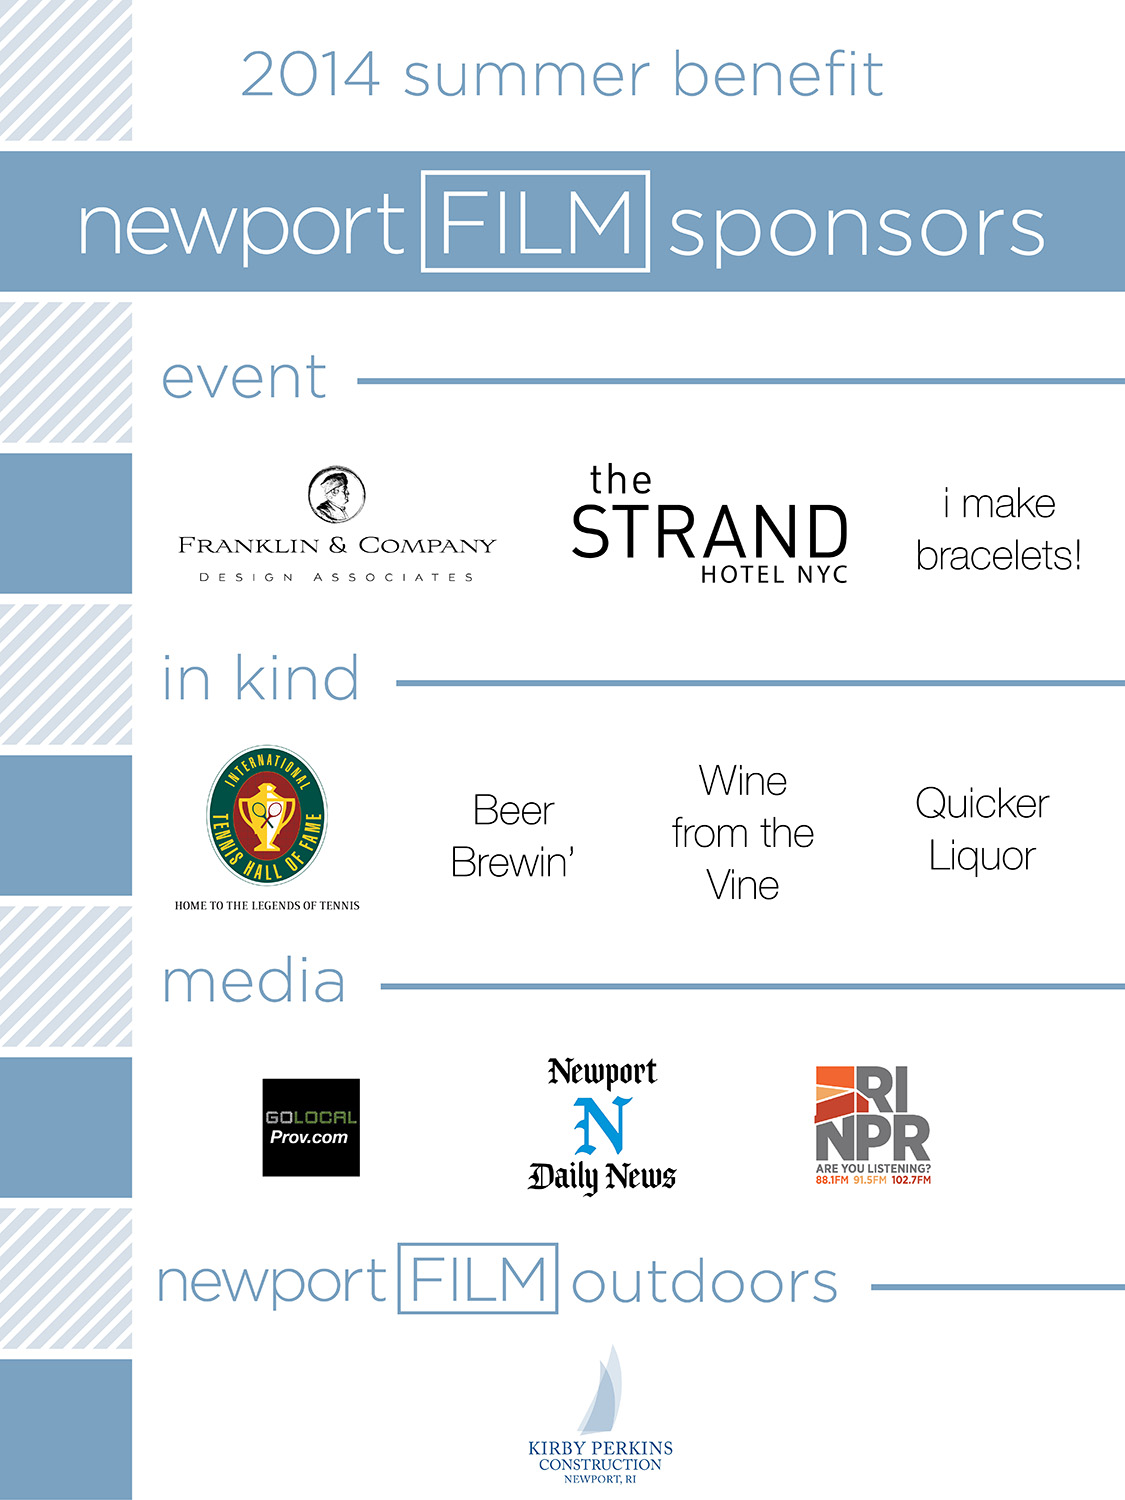 2014 summer benefit
newport FILM sponsors
event
FRANKLIN & COMPANY
DESIGN ASSOCIATES
the
STRAND
HOTEL NYC
i make
bracelets!
in kind
INTERNATIONAL
TENNIS HALL OF FAME
HOME TO THE LEGENDS OF TENNIS
Beer
Brewin’
Wine
from the
Vine
Quicker
Liquor
media
GOLOCAL
Prov.com
Newport
N
Daily News
RI
NPR
ARE YOU LISTENING?
88.1FM 91.5FM 102.7FM
newport FILM outdoors
KIRBY PERKINS
CONSTRUCTION
NEWPORT, RI